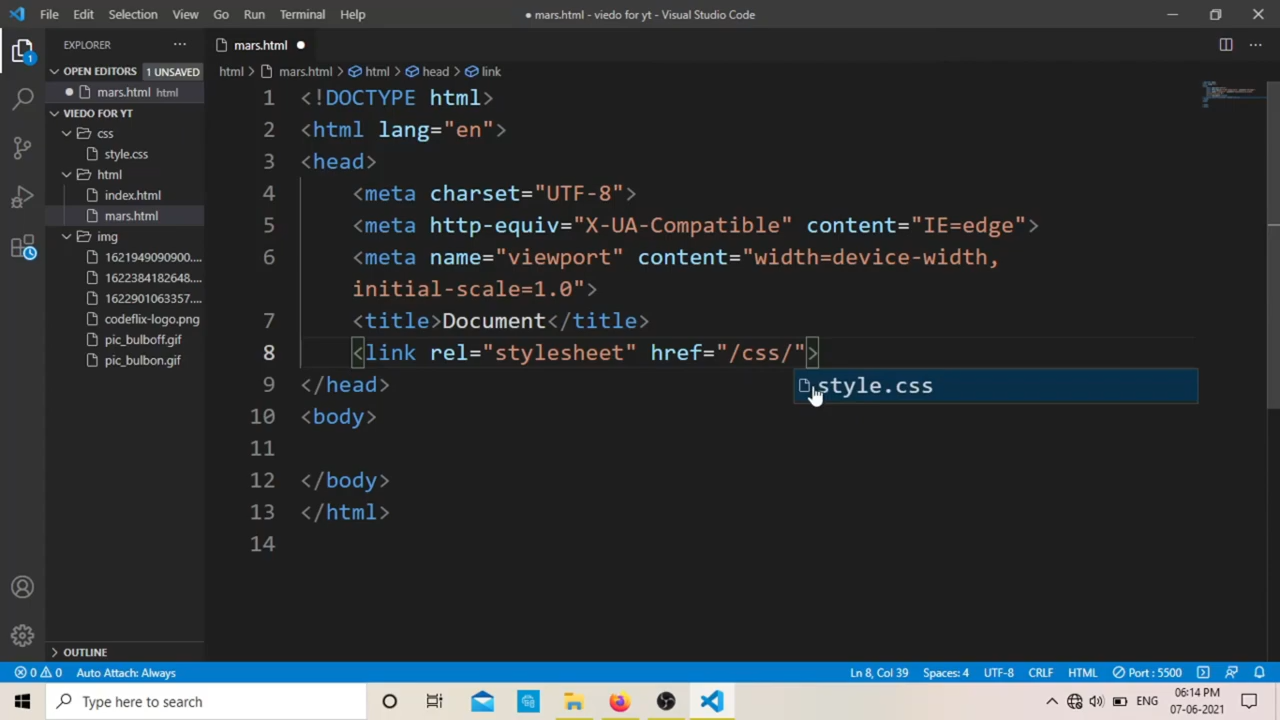 File Edit Selection View Go Run Terminal Help
● mars.html - viedo for yt - Visual Studio Code
EXPLORER
OPEN EDITORS 1 UNSAVED
● mars.html html
VIEDO FOR YT
css
style.css
html
index.html
mars.html
img
1621949090900....
1622384182648....
1622901063357....
codeflix-logo.png
pic_bulboff.gif
pic_bulbon.gif
OUTLINE
mars.html ●
html > mars.html > html > head > link
1 <!DOCTYPE html>
2 <html lang="en">
3 <head>
4 <meta charset="UTF-8">
5 <meta http-equiv="X-UA-Compatible" content="IE=edge">
6 <meta name="viewport" content="width=device-width,
initial-scale=1.0">
7 <title>Document</title>
8 <link rel="stylesheet" href="/css/">
style.css
9 </head>
10 <body>
11
12 </body>
13 </html>
14
0 0 Auto Attach: Always
Ln 8, Col 39 Spaces: 4 UTF-8 CRLF HTML Port : 5500
Type here to search
ENG
06:14 PM
07-06-2021